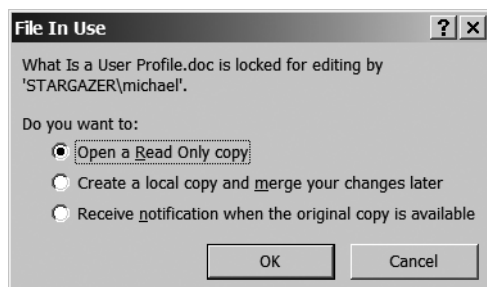 File In Use
? ×
What Is a User Profile.doc is locked for editing by
'STARGAZER\michael'.
Do you want to:
Open a Read Only copy
Create a local copy and merge your changes later
Receive notification when the original copy is available
OK Cancel